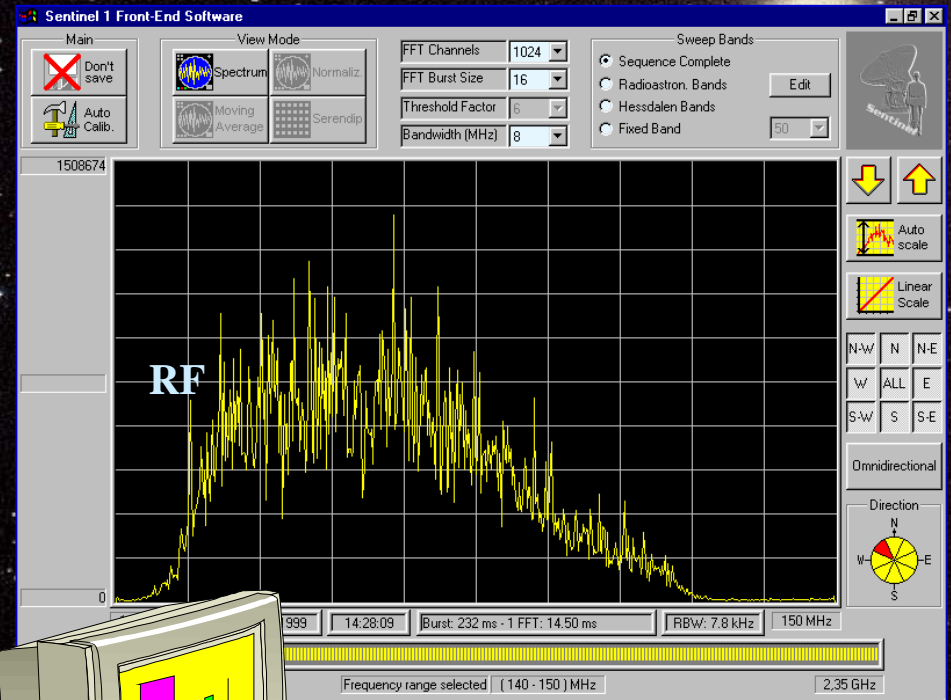 Sentinel 1 Front-End Software
Main
Don't
save
Auto
Calib.
View Mode
Spectrum
Normaliz.
Moving
Average
Serendip
FFT Channels 1024
FFT Burst Size 16
Threshold Factor 6
Bandwidth (MHz) 8
Sweep Bands
Sequence Complete
Radioastron. Bands
Hessdalen Bands
Fixed Band
Edit
50
Sentinel
1508674
RF
0
Auto
scale
Linear
Scale
N-W N N-E
W ALL E
S-W S S-E
Omnidirectional
Direction
N
W E
S
999 14:28:09 Burst: 232 ms - 1 FFT: 14.50 ms RBW: 7.8 kHz 150 MHz
Frequency range selected (140 - 150) MHz 2,35 GHz